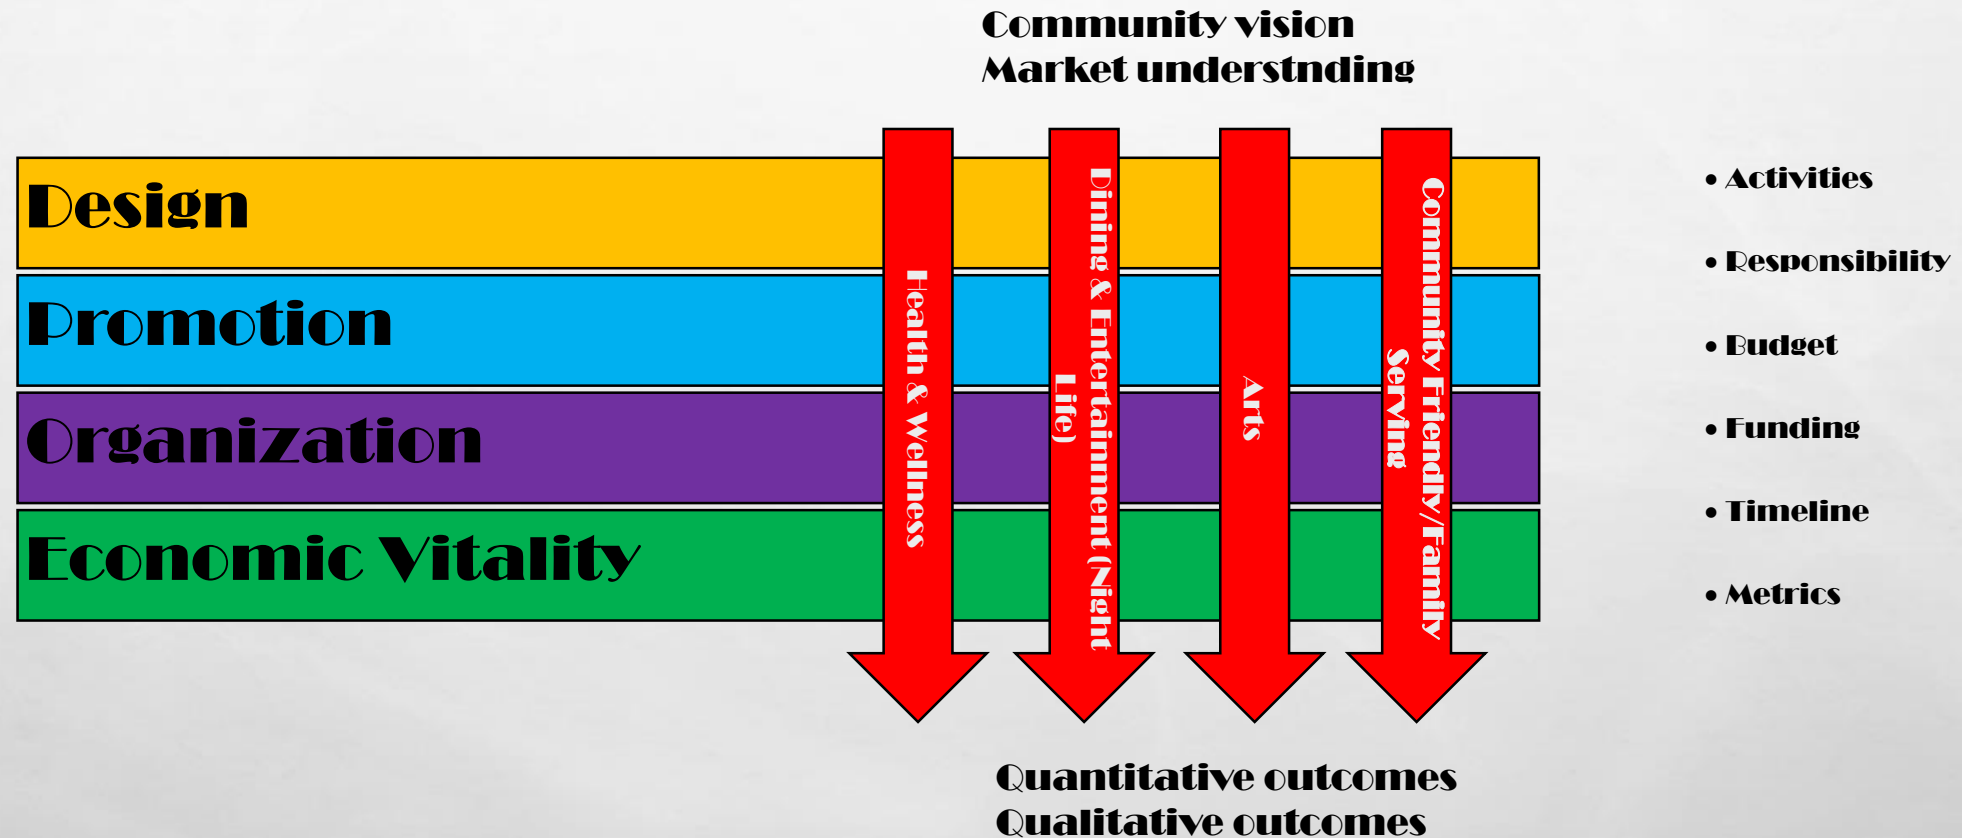 Community vision
Market understnding
Design
Promotion
Organization
Economic Vitality
Health & Wellness
Dining & Entertainment (Night
Life)
Arts
Community Friendly/Family
Serving
• Activities
• Responsibility
• Budget
• Funding
• Timeline
• Metrics
Quantitative outcomes
Qualitative outcomes